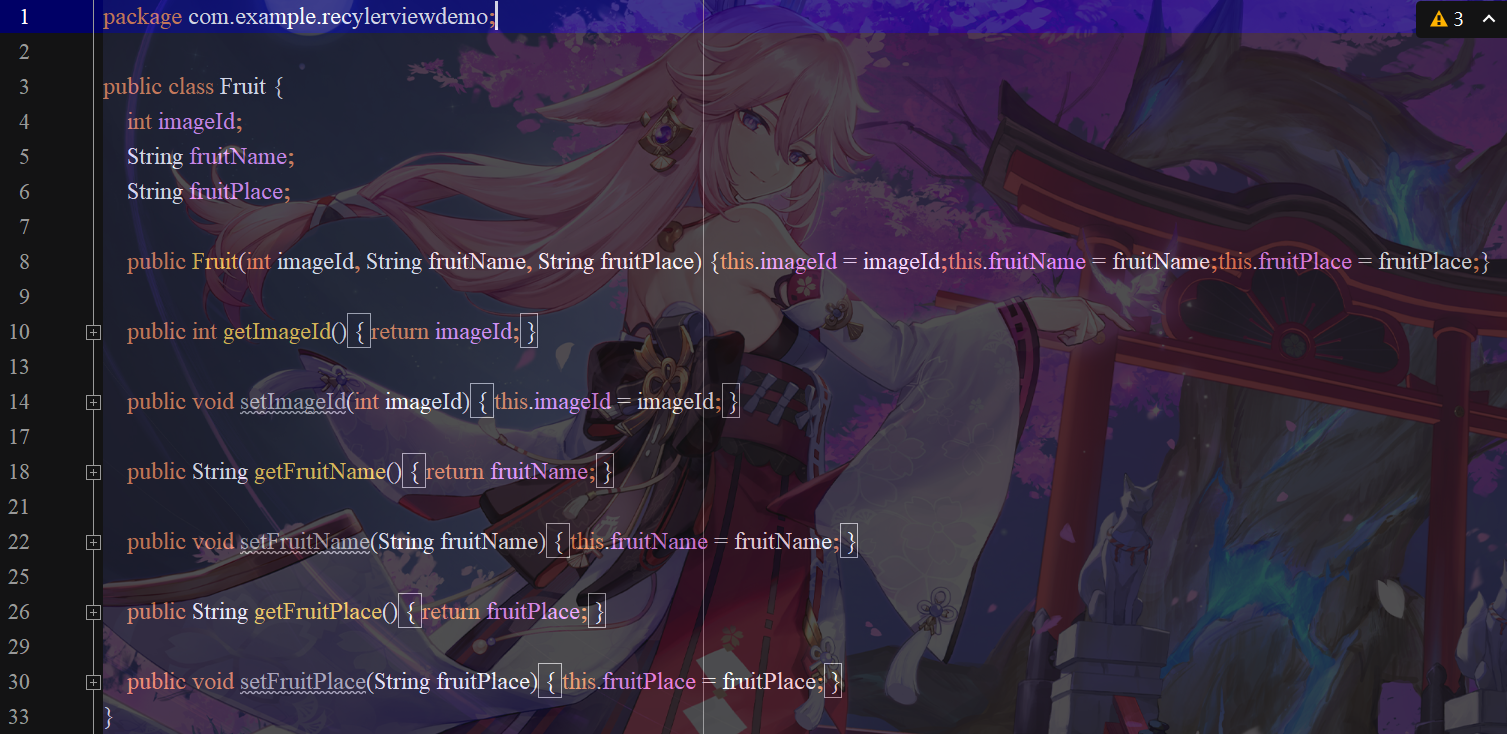 1 package com.example.recylerviewdemo;
2
3 public class Fruit {
4 int imageId;
5 String fruitName;
6 String fruitPlace;
7
8 public Fruit(int imageId, String fruitName, String fruitPlace) {this.imageId = imageId;this.fruitName = fruitName;this.fruitPlace = fruitPlace;}
9
10 public int getImageId() { return imageId; }
13
14 public void setImageId(int imageId) { this.imageId = imageId; }
17
18 public String getFruitName() { return fruitName; }
21
22 public void setFruitName(String fruitName) { this.fruitName = fruitName; }
25
26 public String getFruitPlace() { return fruitPlace; }
29
30 public void setFruitPlace(String fruitPlace) { this.fruitPlace = fruitPlace; }
33 }
3